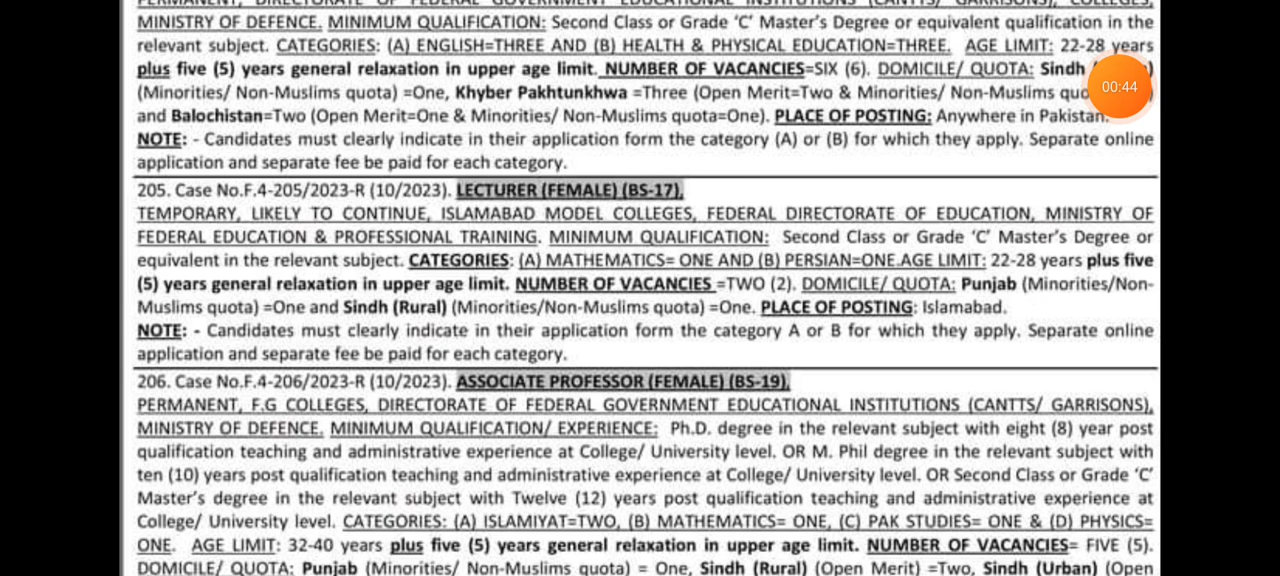 PERMANENT, DIRECTORATE OF FEDERAL GOVERNMENT EDUCATIONAL INSTITUTIONS (CANTTS/ GARRISONS), COLLEGES,
MINISTRY OF DEFENCE. MINIMUM QUALIFICATION: Second Class or Grade ‘C’ Master’s Degree or equivalent qualification in the
relevant subject. CATEGORIES: (A) ENGLISH=THREE AND (B) HEALTH & PHYSICAL EDUCATION=THREE. AGE LIMIT: 22-28 years
plus five (5) years general relaxation in upper age limit. NUMBER OF VACANCIES=SIX (6). DOMICILE/ QUOTA: Sindh
00:44
(Minorities/ Non-Muslims quota) =One, Khyber Pakhtunkhwa =Three (Open Merit=Two & Minorities/ Non-Muslims
and Balochistan=Two (Open Merit=One & Minorities/ Non-Muslims quota=One). PLACE OF POSTING: Anywhere in Pakistan.
NOTE: - Candidates must clearly indicate in their application form the category (A) or (B) for which they apply. Separate online
application and separate fee be paid for each category.
205. Case No.F.4-205/2023-R (10/2023). LECTURER (FEMALE) (BS-17),
TEMPORARY, LIKELY TO CONTINUE, ISLAMABAD MODEL COLLEGES, FEDERAL DIRECTORATE OF EDUCATION, MINISTRY OF
FEDERAL EDUCATION & PROFESSIONAL TRAINING. MINIMUM QUALIFICATION: Second Class or Grade ‘C’ Master’s Degree or
equivalent in the relevant subject. CATEGORIES: (A) MATHEMATICS= ONE AND (B) PERSIAN=ONE.AGE LIMIT: 22-28 years plus five
(5) years general relaxation in upper age limit. NUMBER OF VACANCIES =TWO (2). DOMICILE/ QUOTA: Punjab (Minorities/Non-
Muslims quota) =One and Sindh (Rural) (Minorities/Non-Muslims quota) =One. PLACE OF POSTING: Islamabad.
NOTE: - Candidates must clearly indicate in their application form the category A or B for which they apply. Separate online
application and separate fee be paid for each category.
206. Case No.F.4-206/2023-R (10/2023). ASSOCIATE PROFESSOR (FEMALE) (BS-19),
PERMANENT, F.G COLLEGES, DIRECTORATE OF FEDERAL GOVERNMENT EDUCATIONAL INSTITUTIONS (CANTTS/ GARRISONS),
MINISTRY OF DEFENCE. MINIMUM QUALIFICATION/ EXPERIENCE: Ph.D. degree in the relevant subject with eight (8) year post
qualification teaching and administrative experience at College/ University level. OR M. Phil degree in the relevant subject with
ten (10) years post qualification teaching and administrative experience at College/ University level. OR Second Class or Grade ‘C’
Master’s degree in the relevant subject with Twelve (12) years post qualification teaching and administrative experience at
College/ University level. CATEGORIES: (A) ISLAMIYAT=TWO, (B) MATHEMATICS= ONE, (C) PAK STUDIES= ONE & (D) PHYSICS=
ONE. AGE LIMIT: 32-40 years plus five (5) years general relaxation in upper age limit. NUMBER OF VACANCIES= FIVE (5).
DOMICILE/ QUOTA: Punjab (Minorities/ Non-Muslims quota) = One, Sindh (Rural) (Open Merit) =Two, Sindh (Urban) (Open